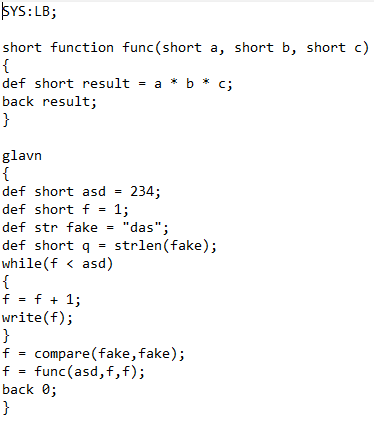 SYS:LB;
short function func(short a, short b, short c)
{
def short result = a * b * c;
back result;
}
glavn
{
def short asd = 234;
def short f = 1;
def str fake = "das";
def short q = strlen(fake);
while(f < asd)
{
f = f + 1;
write(f);
}
f = compare(fake,fake);
f = func(asd,f,f);
back 0;
}